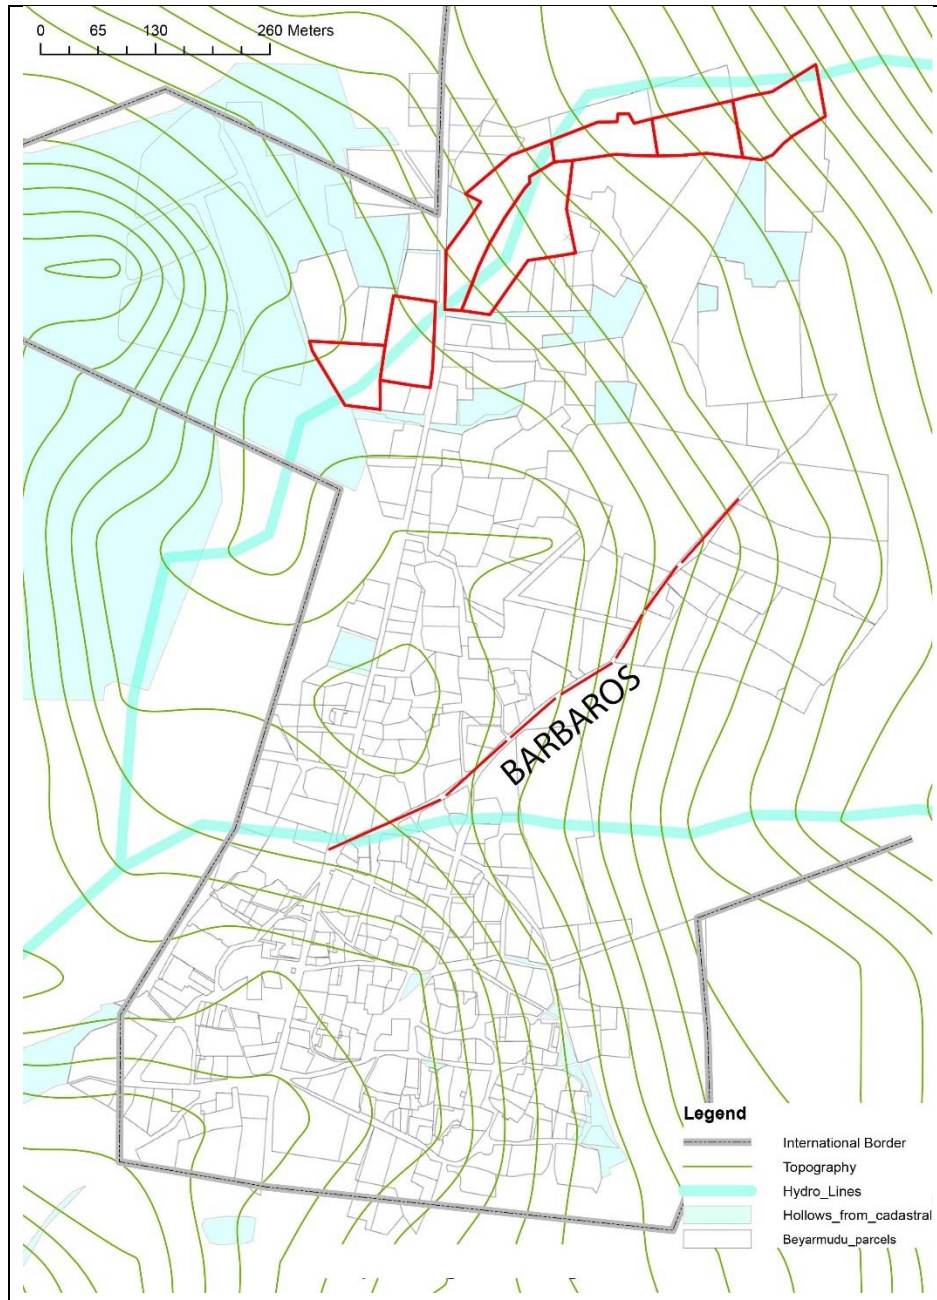 0 65 130 260 Meters
BARBAROS
Legend
International Border
Topography
Hydro_Lines
Hollows_from_cadastral
Beyarmudu_parcels